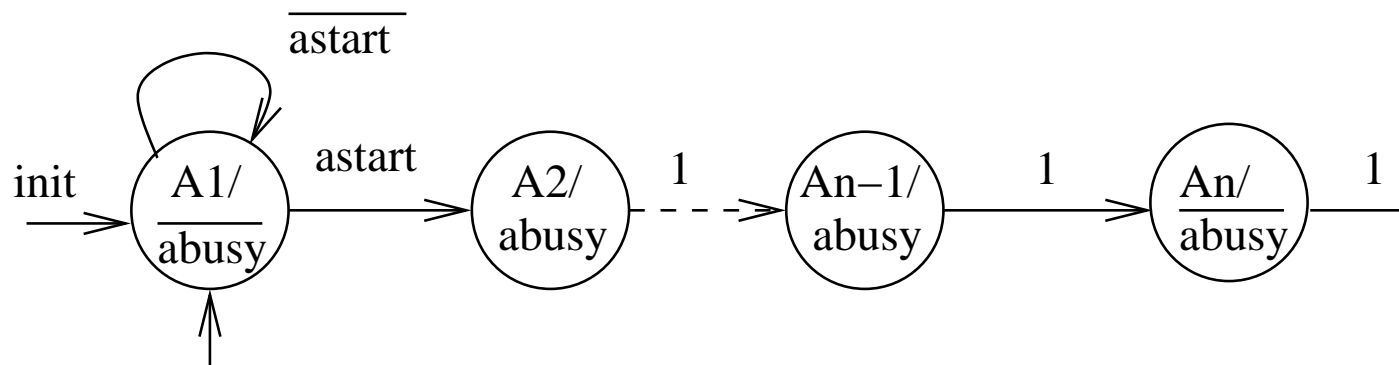 astart
init
A1/
abusy
astart
A2/
abusy
1
An−1/
abusy
1
An/
abusy
1